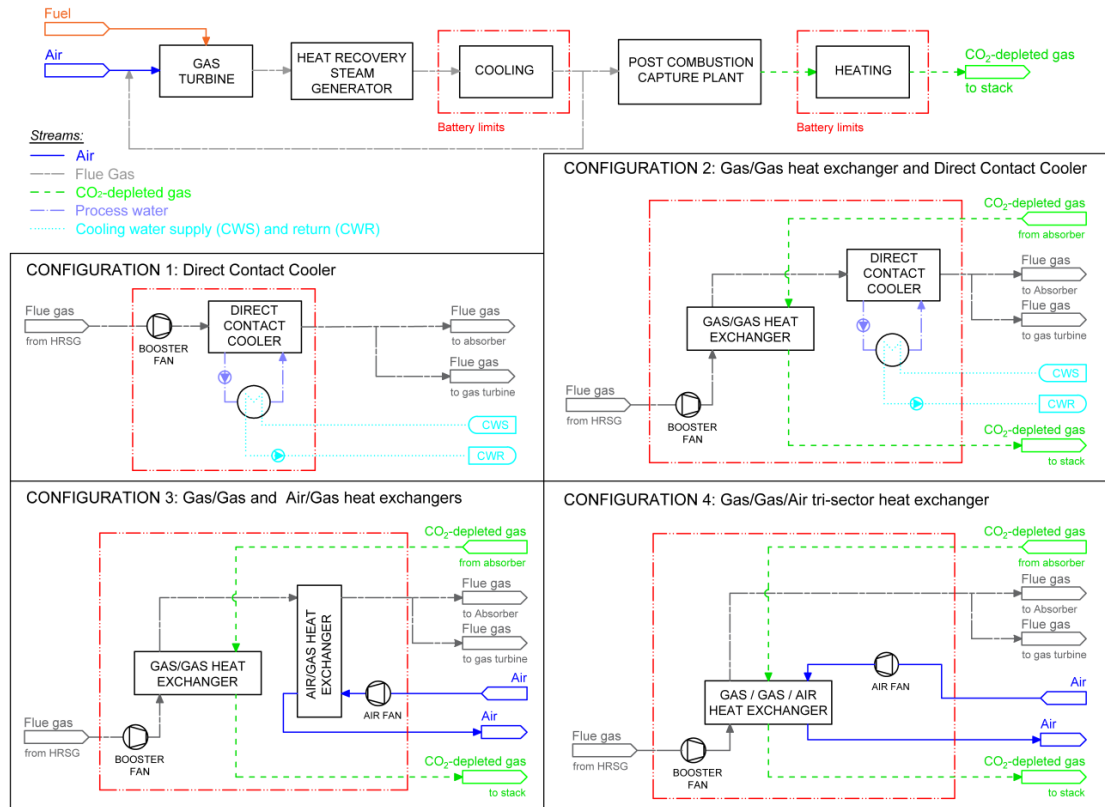 Fuel
Air
GAS
TURBINE
HEAT RECOVERY
STEAM
GENERATOR
COOLING
Battery limits
POST COMBUSTION
CAPTURE PLANT
HEATING
Battery limits
CO2-depleted gas
to stack
Streams:
Air
Flue Gas
CO2-depleted gas
Process water
Cooling water supply (CWS) and return (CWR)
CONFIGURATION 1: Direct Contact Cooler
Flue gas
from HRSG
BOOSTER
FAN
DIRECT
CONTACT
COOLER
Flue gas
to absorber
Flue gas
to gas turbine
CWS
CWR
CONFIGURATION 2: Gas/Gas heat exchanger and Direct Contact Cooler
CO2-depleted gas
from absorber
DIRECT
CONTACT
COOLER
Flue gas
to Absorber
Flue gas
to gas turbine
GAS/GAS HEAT
EXCHANGER
CWS
CWR
Flue gas
from HRSG
BOOSTER
FAN
CO2-depleted gas
to stack
CONFIGURATION 3: Gas/Gas and Air/Gas heat exchangers
CO2-depleted gas
from absorber
Flue gas
to Absorber
Flue gas
to gas turbine
GAS/GAS HEAT
EXCHANGER
AIR/GAS HEAT
EXCHANGER
AIR FAN
Air
Air
Flue gas
from HRSG
BOOSTER
FAN
CO2-depleted gas
to stack
CONFIGURATION 4: Gas/Gas/Air tri-sector heat exchanger
CO2-depleted gas
from absorber
Flue gas
to Absorber
Flue gas
to gas turbine
AIR FAN
Air
GAS / GAS / AIR
HEAT EXCHANGER
Air
Flue gas
from HRSG
BOOSTER
FAN
CO2-depleted gas
to stack